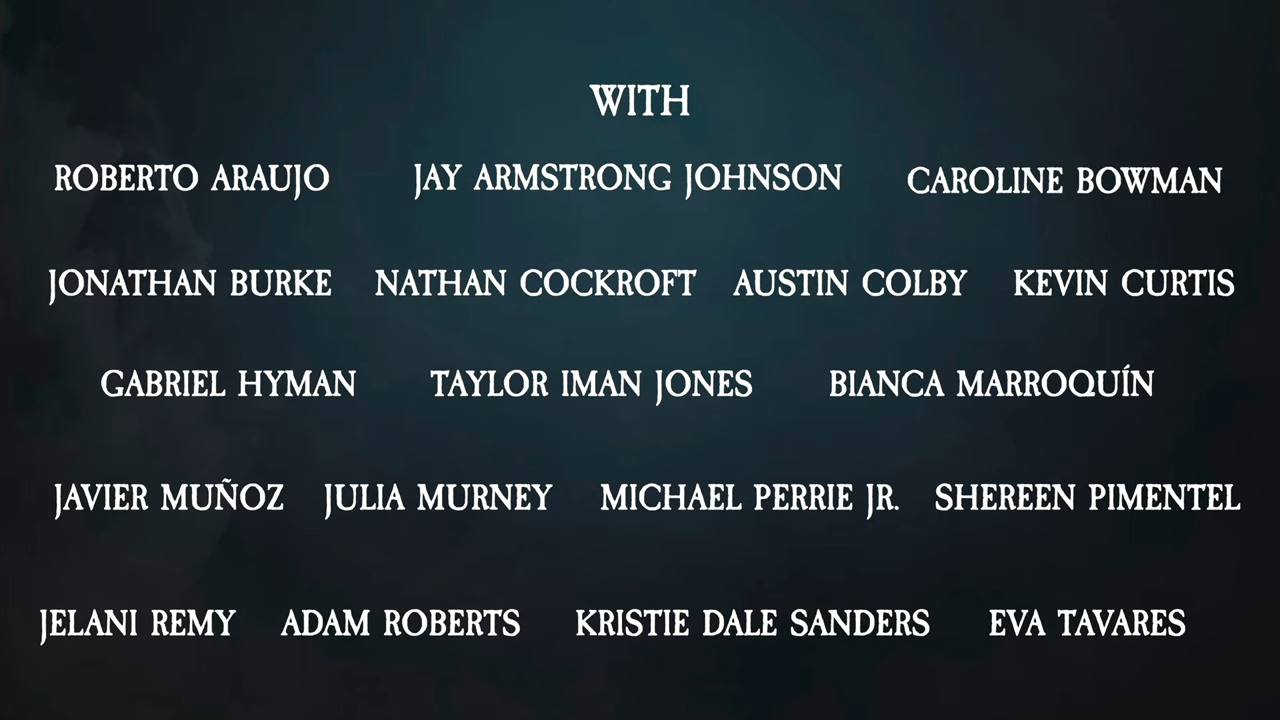 WITH
ROBERTO ARAUJO JAY ARMSTRONG JOHNSON CAROLINE BOWMAN
JONATHAN BURKE NATHAN COCKROFT AUSTIN COLBY KEVIN CURTIS
GABRIEL HYMAN TAYLOR IMAN JONES BIANCA MARROQUÍN
JAVIER MUÑOZ JULIA MURNEY MICHAEL PERRIE JR. SHEREEN PIMENTEL
JELANI REMY ADAM ROBERTS KRISTIE DALE SANDERS EVA TAVARES